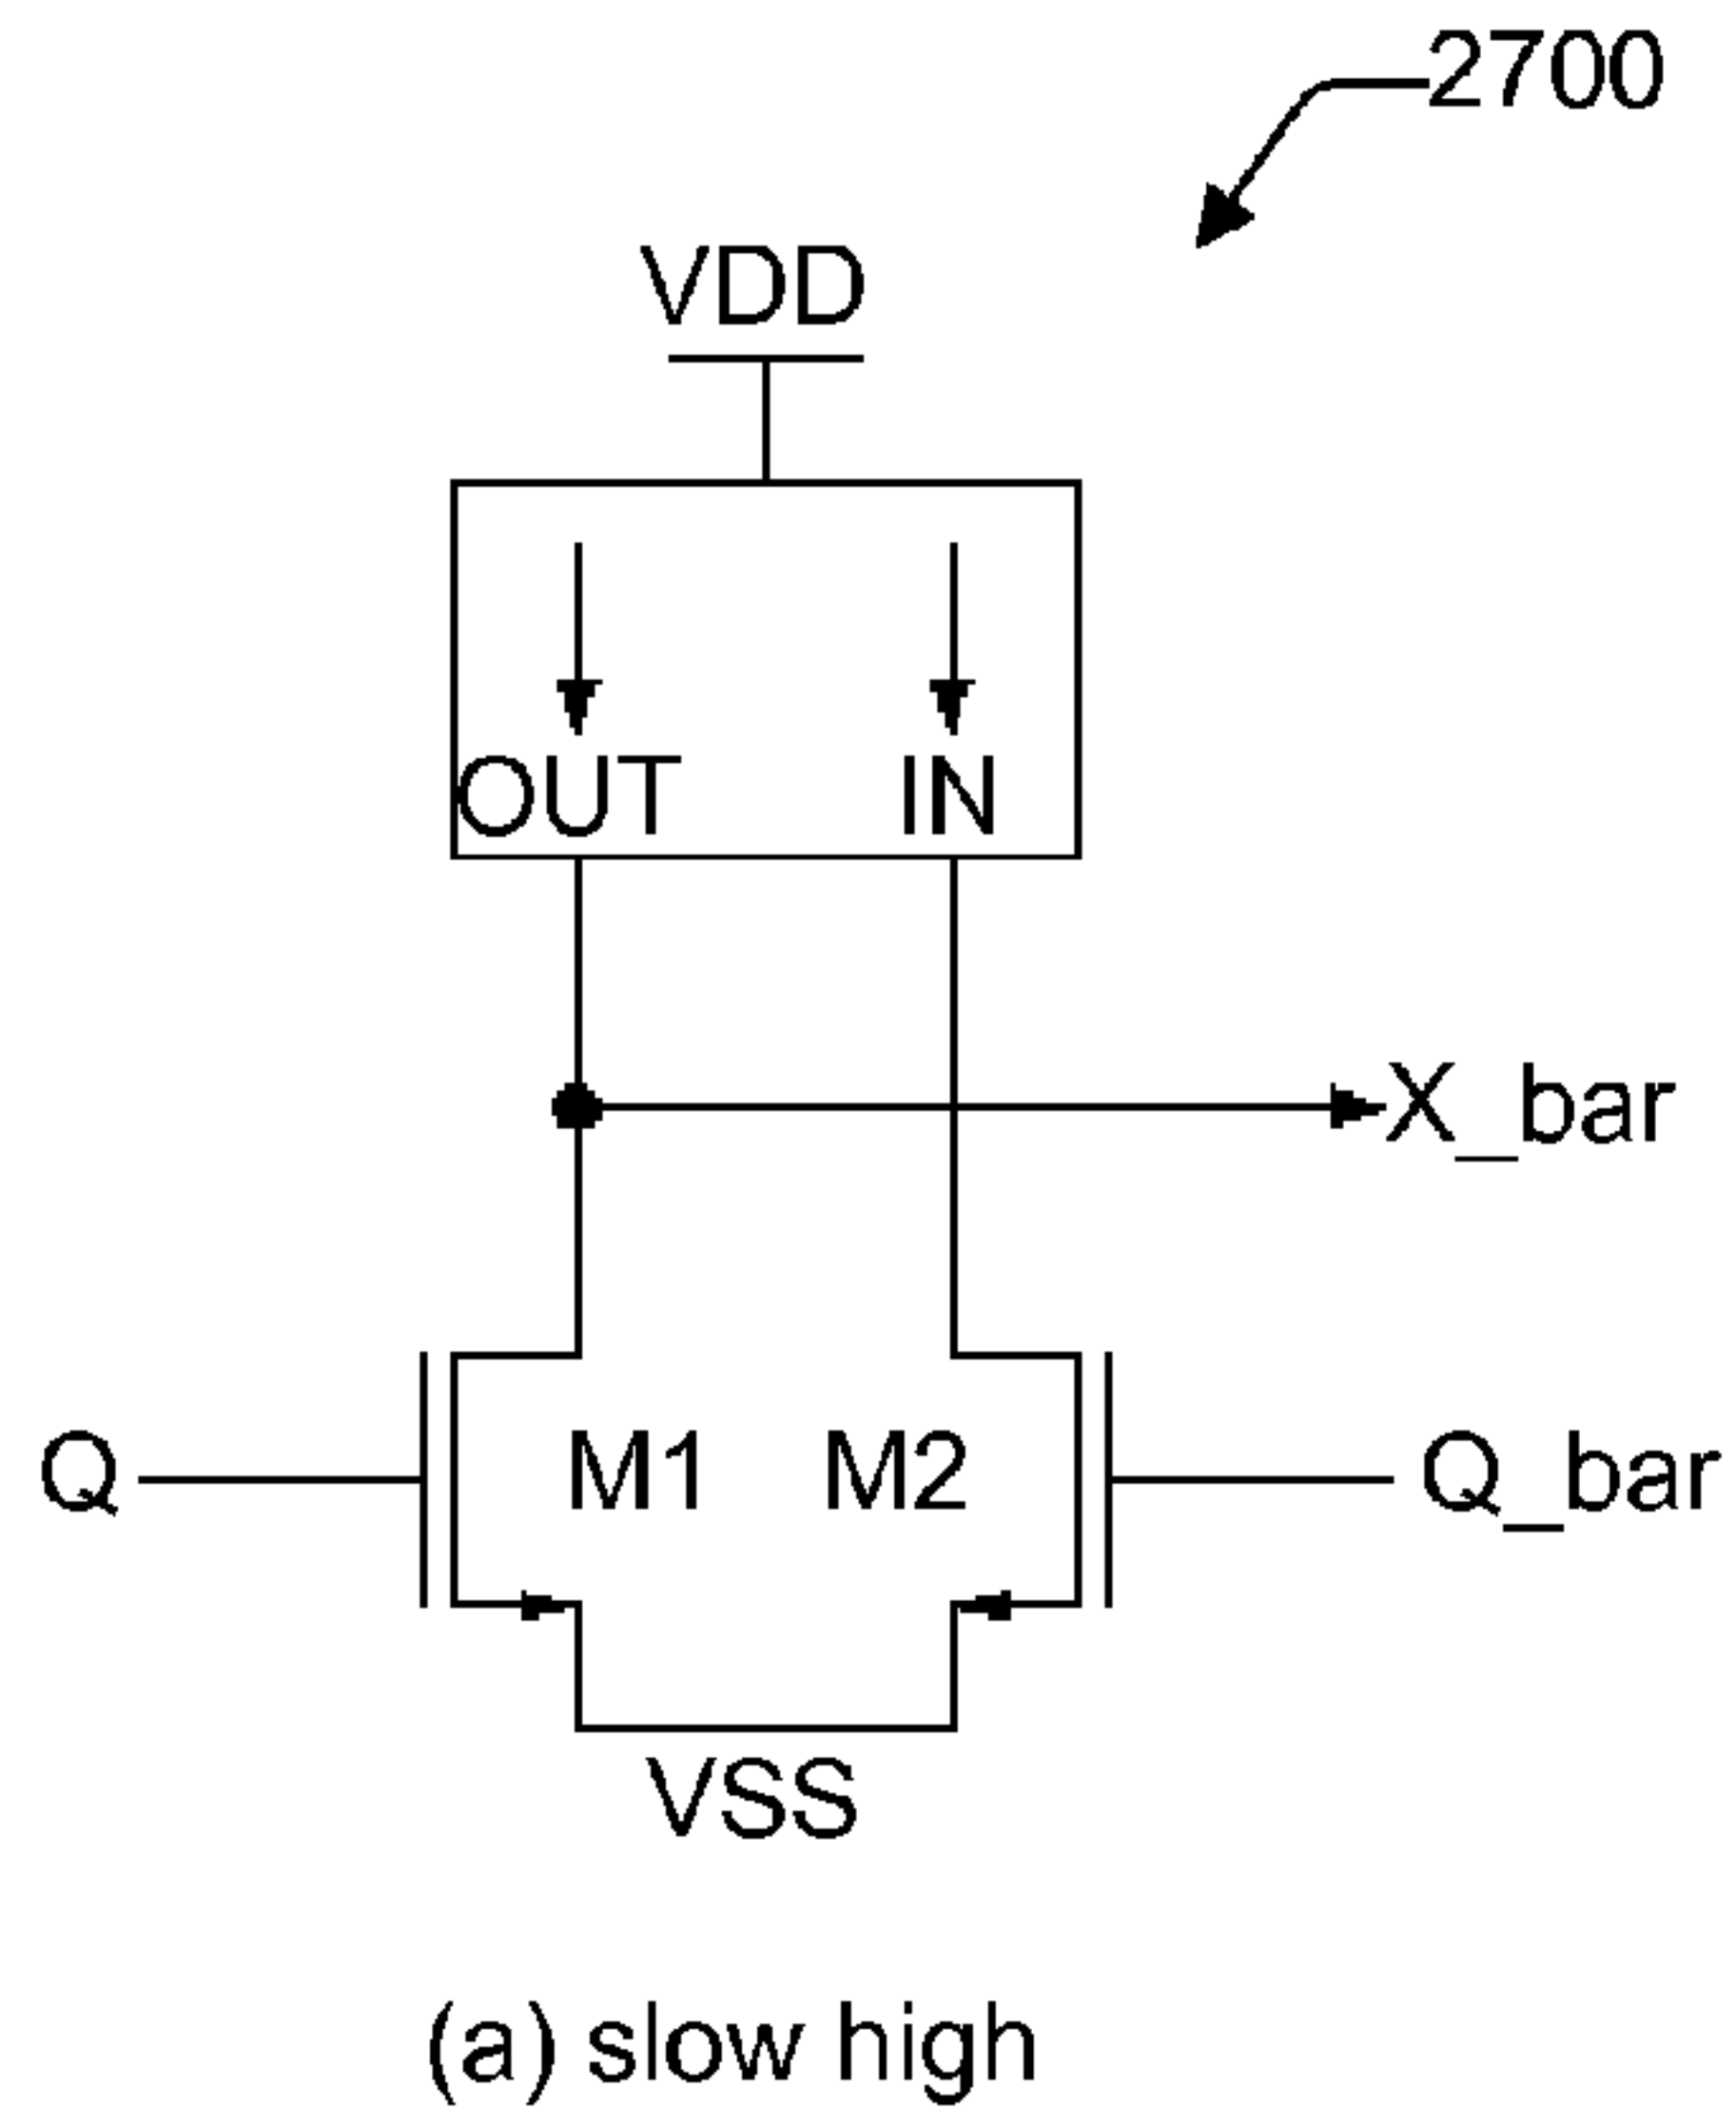 2700
VDD
OUT IN
X_bar
Q M1 M2 Q_bar
VSS
(a) slow high